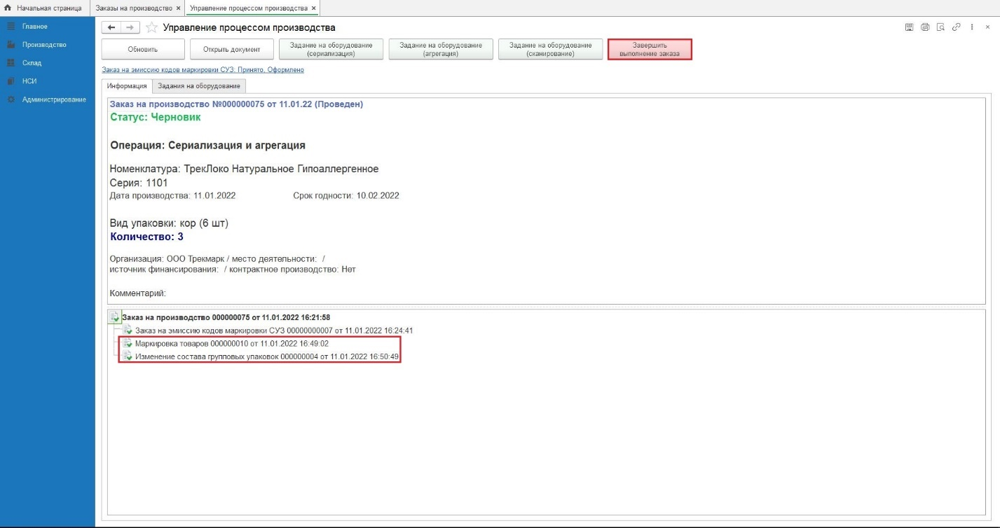 Начальная страница
Заказы на производство ×
Управление процессом производства ×
Главное
Производство
Склад
НСИ
Администрирование
Управление процессом производства
Обновить
Открыть документ
Задание на оборудование
(сериализация)
Задание на оборудование
(агрегация)
Задание на оборудование
(сканирование)
Завершить
выполнение заказа
Заказ на эмиссию кодов маркировки СУЗ: Принято, Оформлено
Информация
Задания на оборудование
Заказ на производство №000000075 от 11.01.22 (Проведен)
Статус: Черновик
Операция: Сериализация и агрегация
Номенклатура: ТрекЛоко Натуральное Гипоаллергенное
Серия: 1101
Дата производства: 11.01.2022 Срок годности: 10.02.2022
Вид упаковки: кор (6 шт)
Количество: 3
Организация: ООО Трекмарк / место деятельности: /
источник финансирования: / контрактное производство: Нет
Комментарий:
Заказ на производство 000000075 от 11.01.2022 16:21:58
Заказ на эмиссию кодов маркировки СУЗ 00000000007 от 11.01.2022 16:24:41
Маркировка товаров 000000010 от 11.01.2022 16:49:02
Изменение состава групповых упаковок 000000004 от 11.01.2022 16:50:49